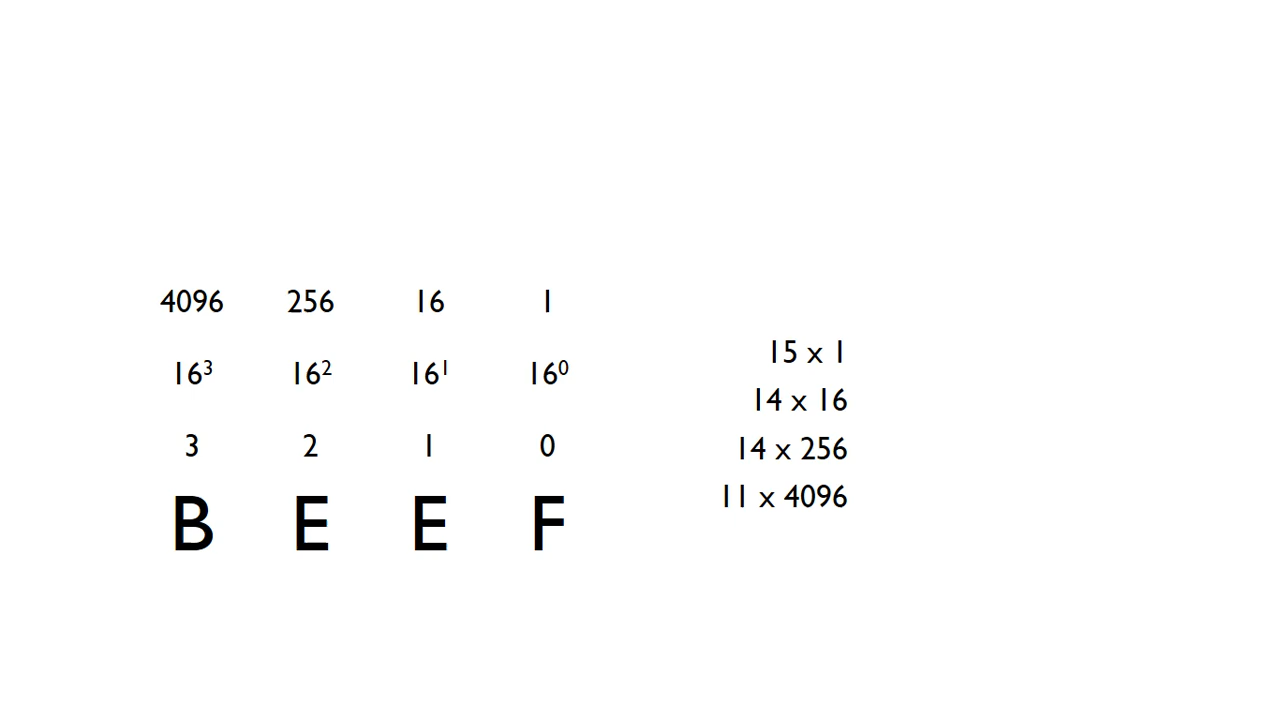 4096 256 16 1
16³ 16² 16¹ 16⁰
3 2 1 0
B E E F
15 x 1
14 x 16
14 x 256
11 x 4096